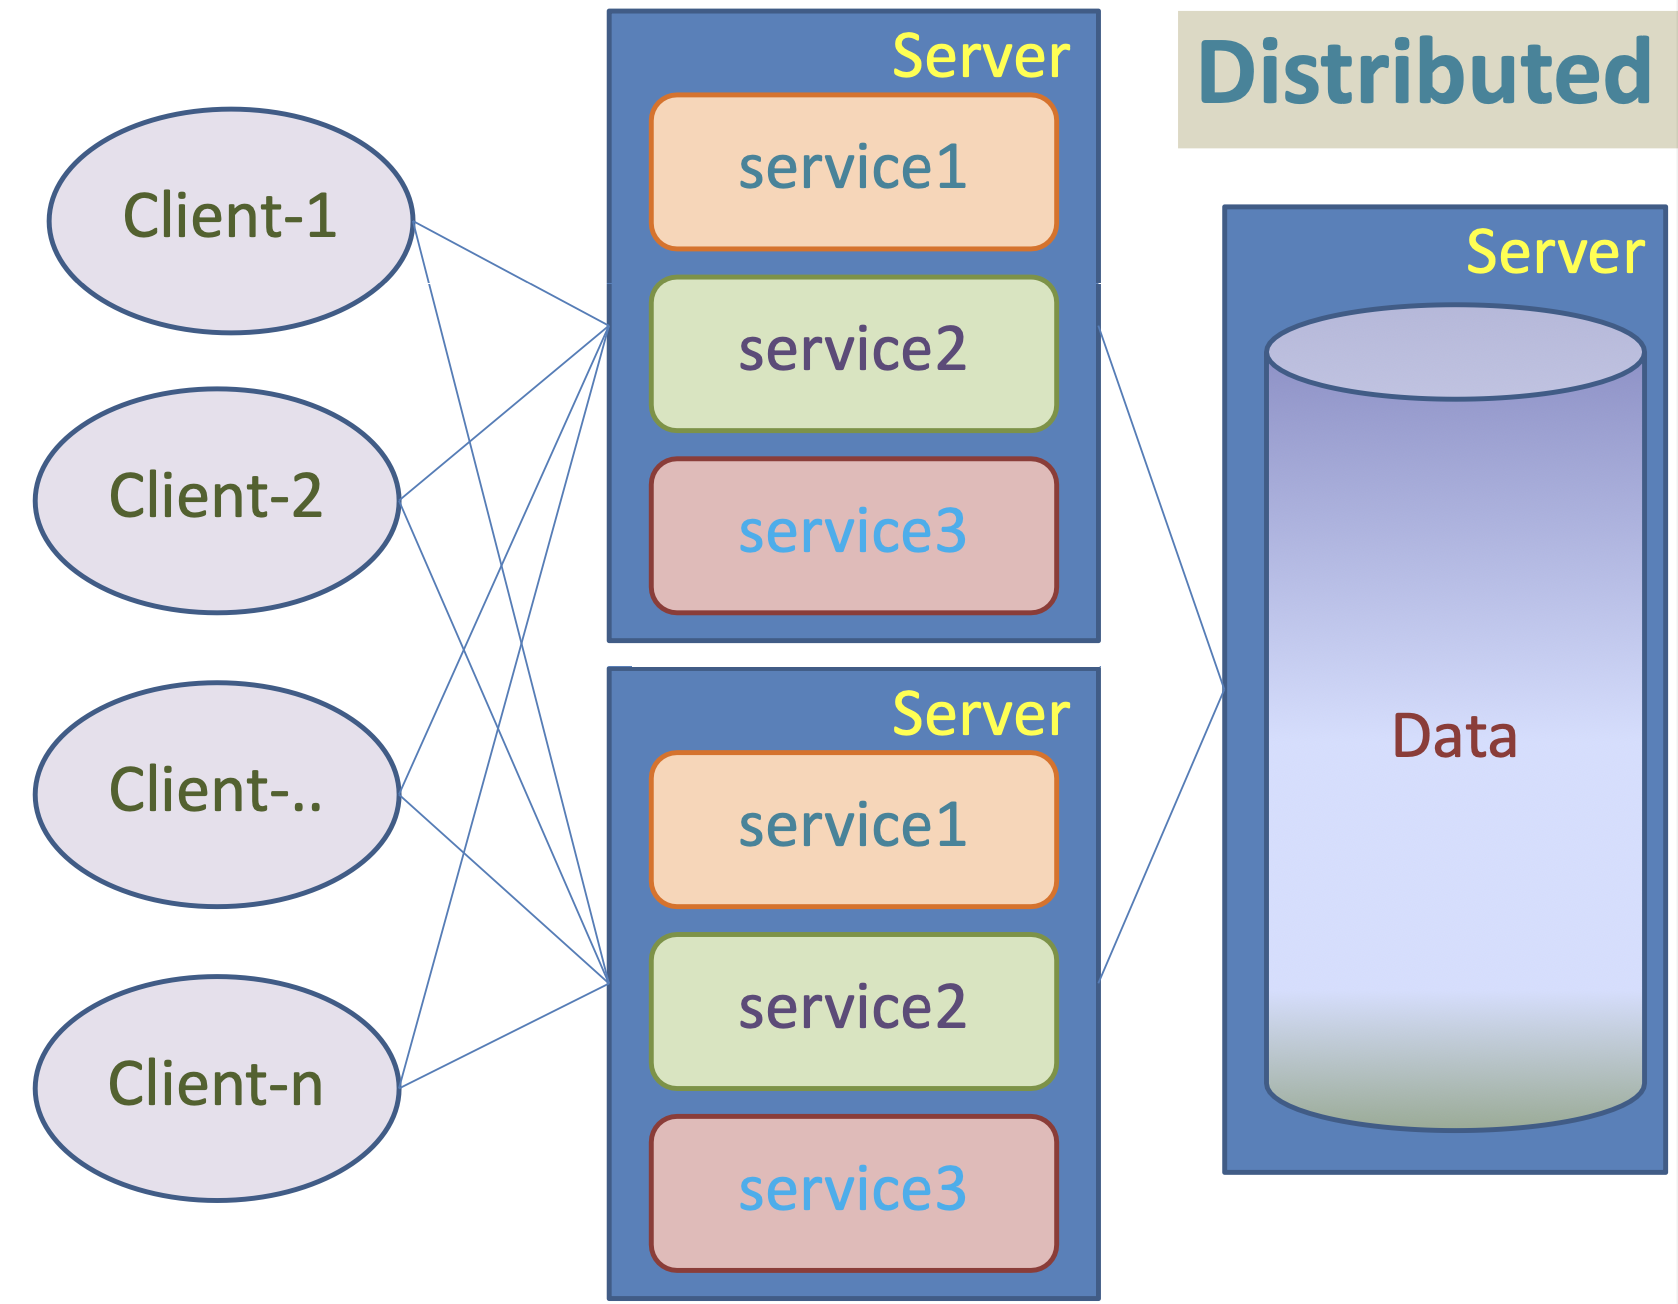 Distributed
Client-1
Client-2
Client-..
Client-n
Server
service1
service2
service3
Server
service1
service2
service3
Server
Data